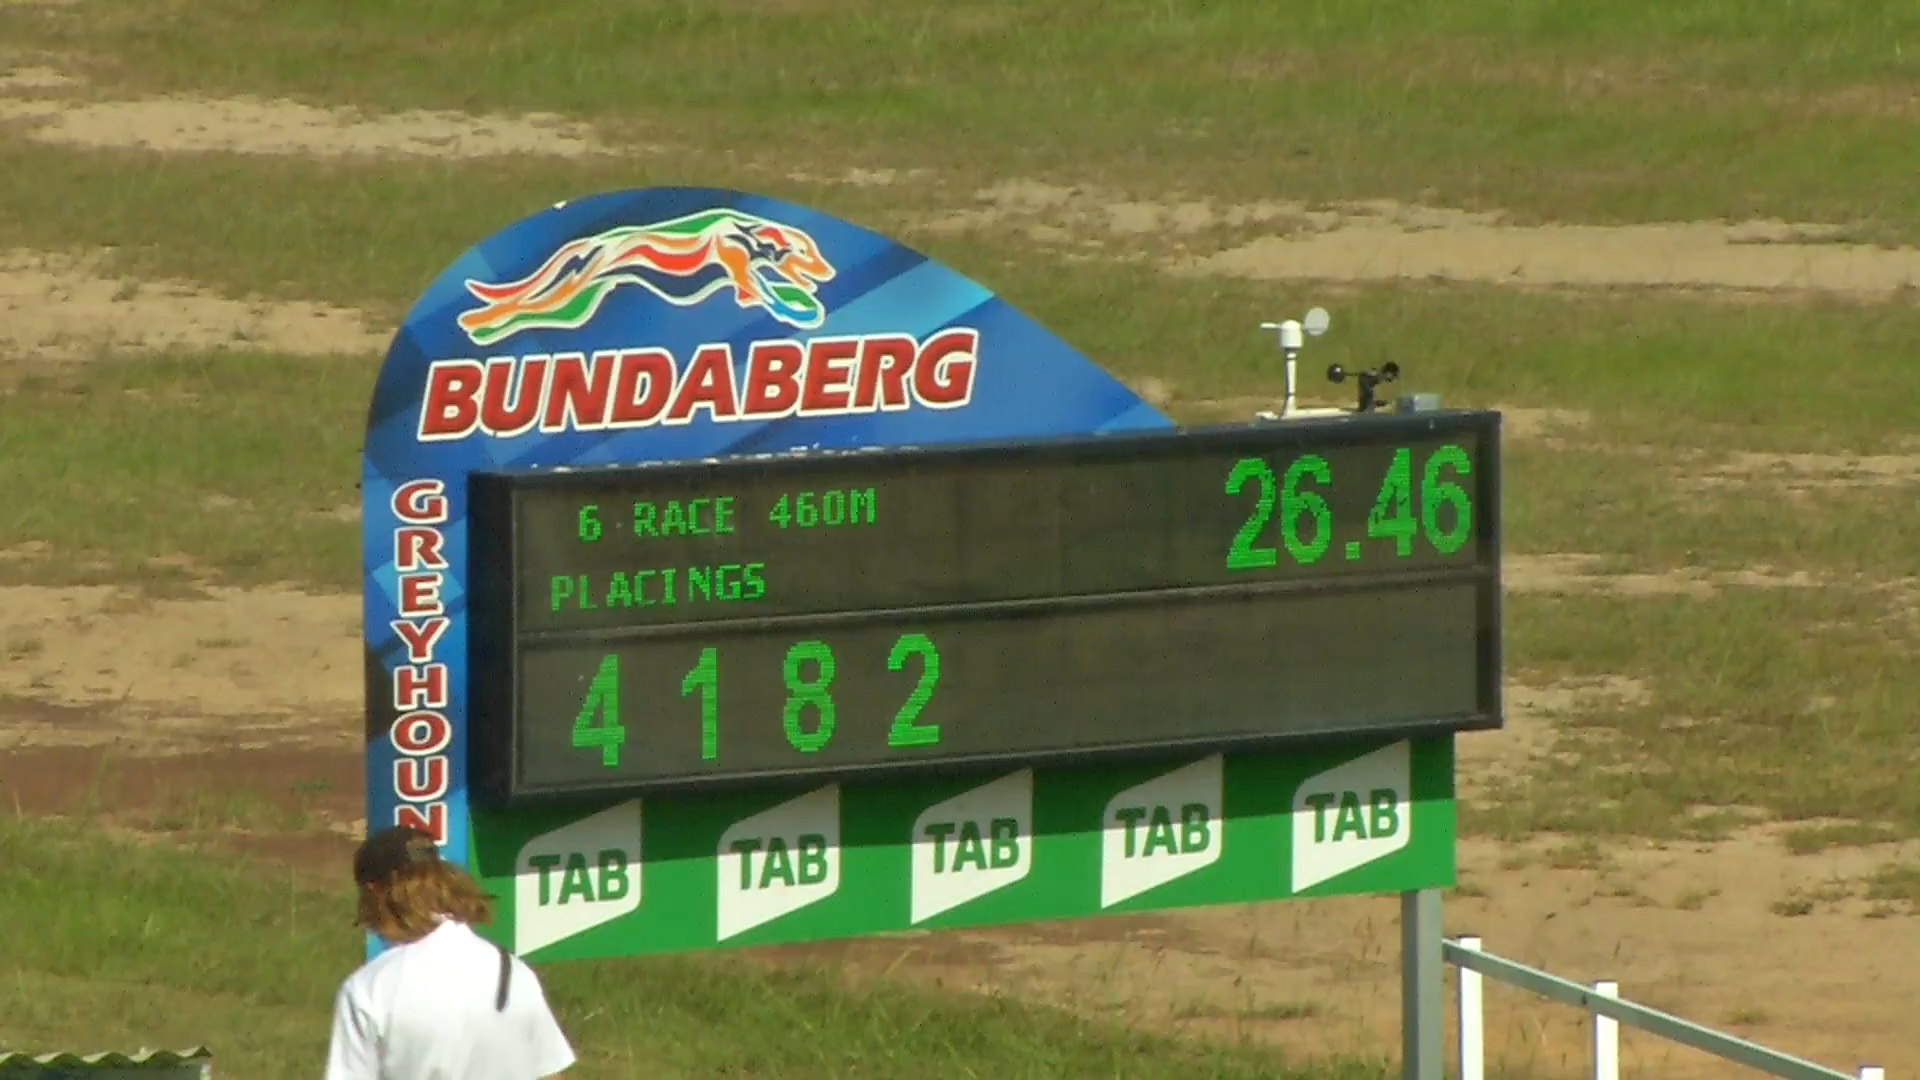 BUNDABERG
GREYHOUN
6 RACE 460M
26.46
PLACINGS
4 1 8 2
TAB TAB TAB TAB TAB